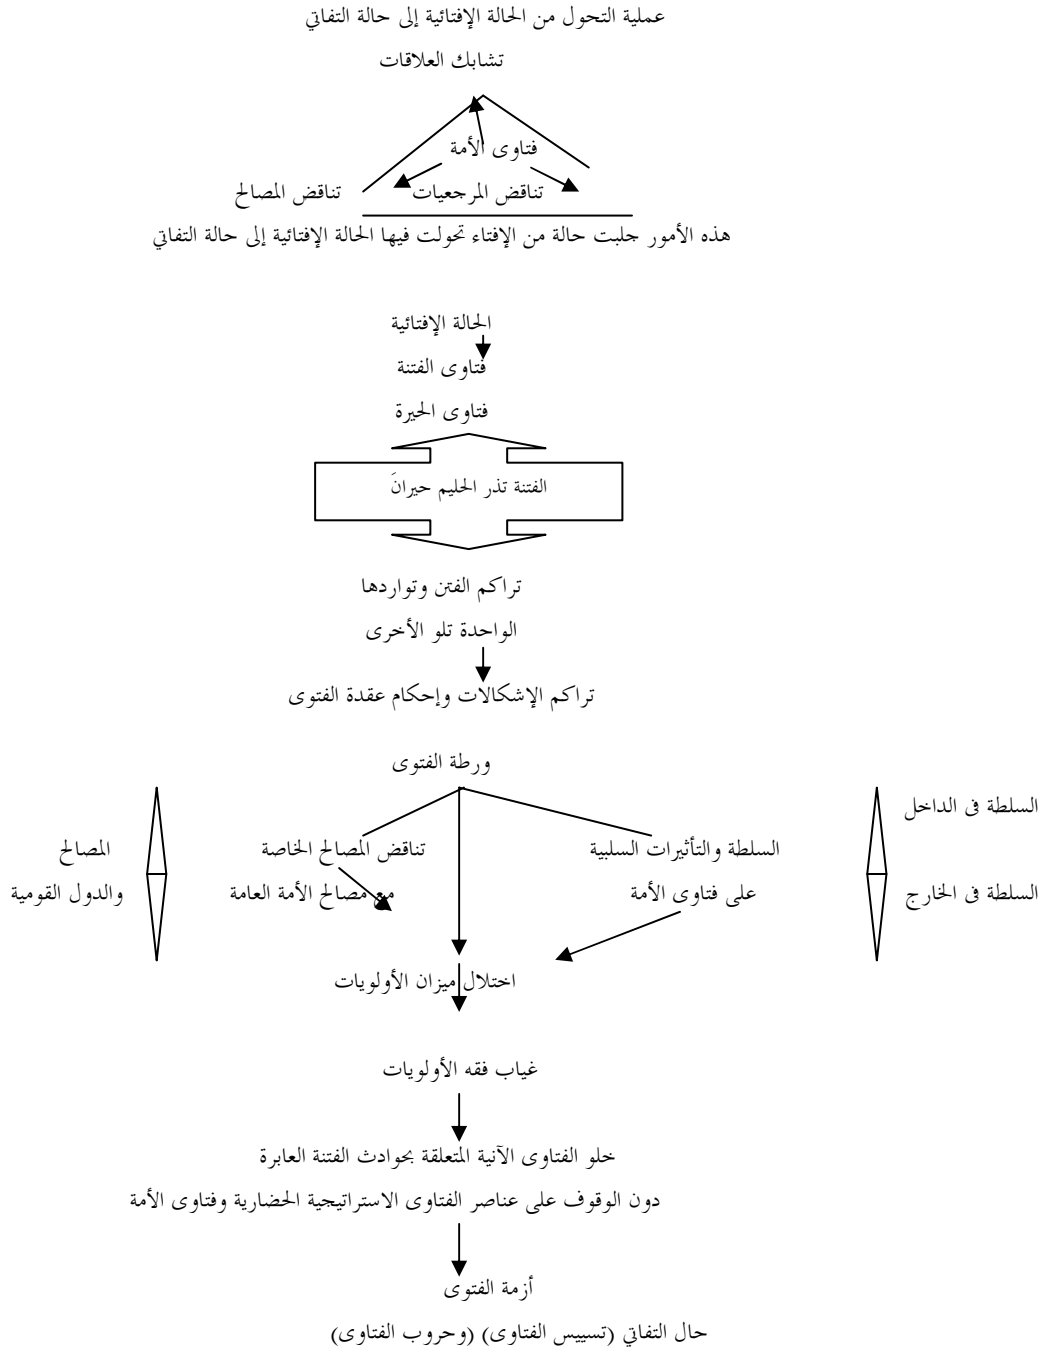 عملية التحول من الحالة الإفتائية إلى حالة التفاتي
تشابك العلاقات
فتاوى الأمة
تناقض المرجعيات
تناقض المصالح
هذه الأمور جلبت حالة من الإفتاء تحولت فيها الحالة الإفتائية إلى حالة التفاتي
الحالة الإفتائية
فتاوى الفتنة
فتاوى الحيرة
الفتنة تذر الحليم حيرانَ
تراكم الفتن وتواردها
الواحدة تلو الأخرى
تراكم الإشكالات وإحكام عقدة الفتوى
ورطة الفتوى
السلطة فى الداخل
السلطة فى الخارج
السلطة والتأثيرات السلبية
على فتاوى الأمة
تناقض المصالح الخاصة
مع مصالح الأمة العامة
المصالح
والدول القومية
اختلال ميزان الأولويات
غياب فقه الأولويات
خلو الفتاوى الآنية المتعلقة بحوادث الفتنة العابرة
دون الوقوف على عناصر الفتاوى الاستراتيجية الحضارية وفتاوى الأمة
أزمة الفتوى
حال التفاتي (تسييس الفتاوى) (وحروب الفتاوى)